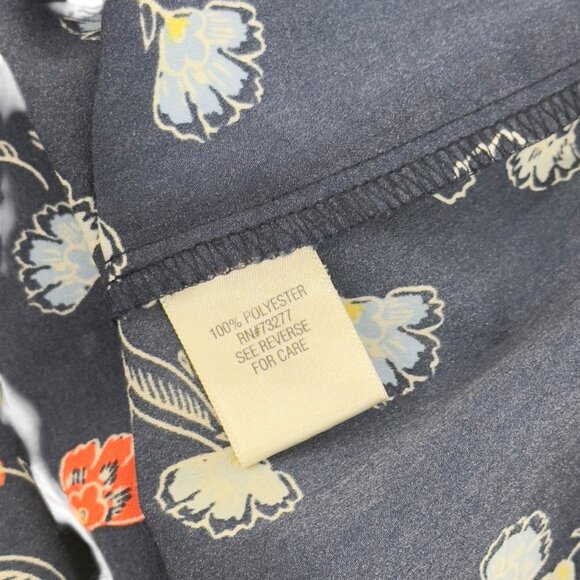 100% POLYESTER
RN#73277
SEE REVERSE
FOR CARE